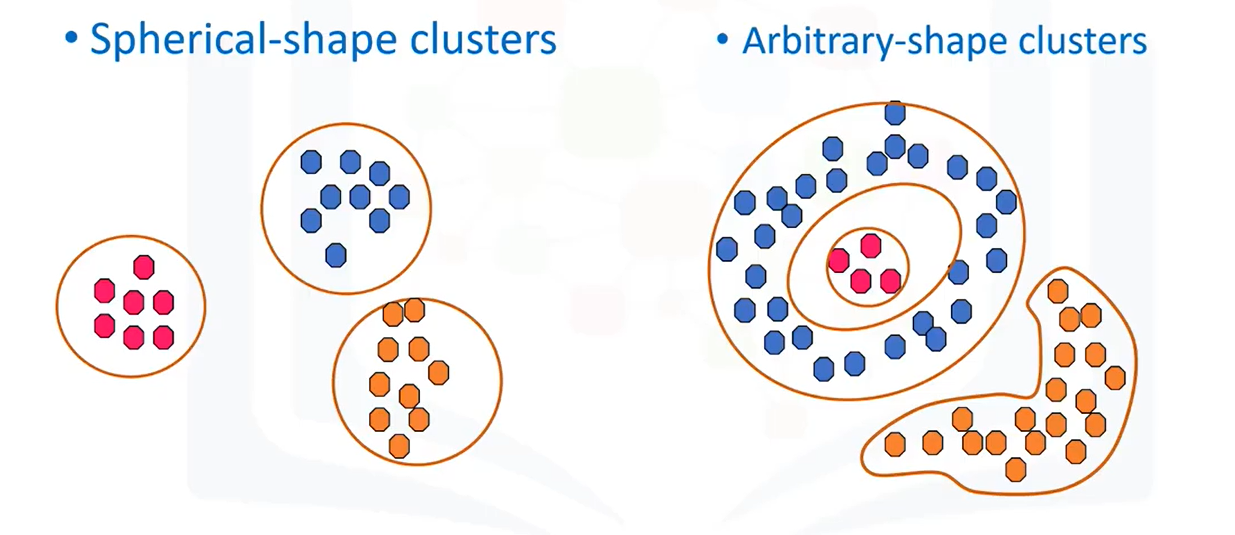 • Spherical-shape clusters
• Arbitrary-shape clusters